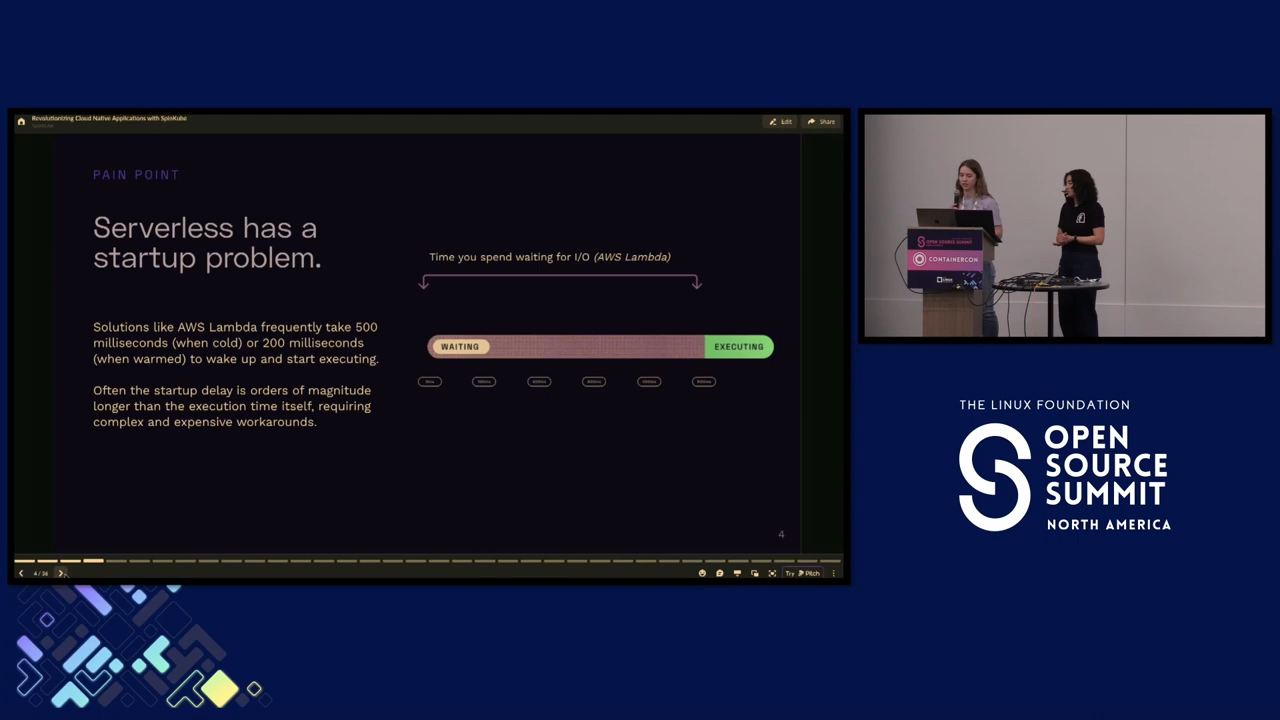 Revolutionizing Cloud Native Applications with SpinKube
SpinKube
Edit
Share
PAIN POINT
Serverless has a
startup problem.
Solutions like AWS Lambda frequently take 500
milliseconds (when cold) or 200 milliseconds
(when warmed) to wake up and start executing.
Often the startup delay is orders of magnitude
longer than the execution time itself, requiring
complex and expensive workarounds.
Time you spend waiting for I/O (AWS Lambda)
WAITING
EXECUTING
4
4 / 36
Try Pitch
OPEN SOURCE SUMMIT
CONTAINERCON
THE LINUX FOUNDATION
OPEN
SOURCE
SUMMIT
NORTH AMERICA